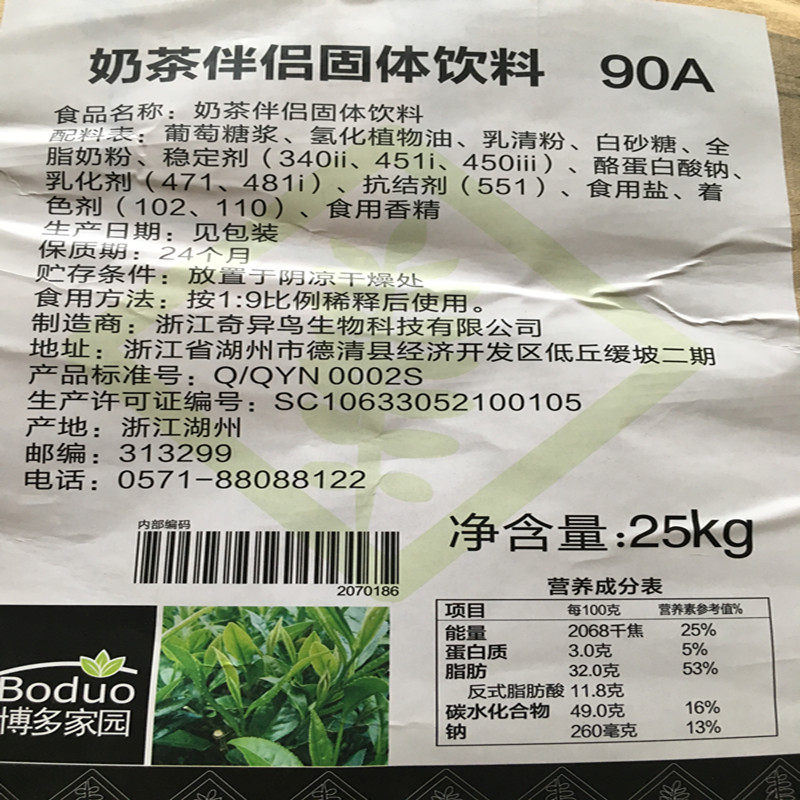 奶茶伴侣固体饮料 90A
食品名称：奶茶伴侣固体饮料
配料表：葡萄糖浆、氢化植物油、乳清粉、白砂糖、全
脂奶粉、稳定剂（340ii、451i、450iii）、酪蛋白酸钠、
乳化剂（471、481i）、抗结剂（551）、食用盐、着
色剂（102、110）、食用香精
生产日期：见包装
保质期：24个月
贮存条件：放置于阴凉干燥处
食用方法：按1:9比例稀释后使用。
制造商：浙江奇异鸟生物科技有限公司
地址：浙江省湖州市德清县经济开发区低丘缓坡二期
产品标准号：Q/QYN 0002S
生产许可证编号：SC10633052100105
产地：浙江湖州
邮编：313299
电话：0571-88088122
内部编码
2070186
净含量:25kg
营养成分表
项目 每100克 营养素参考值%
能量 2068千焦 25%
蛋白质 3.0克 5%
脂肪 32.0克 53%
反式脂肪酸 11.8克
碳水化合物 49.0克 16%
钠 260毫克 13%
Boduo
博多家园